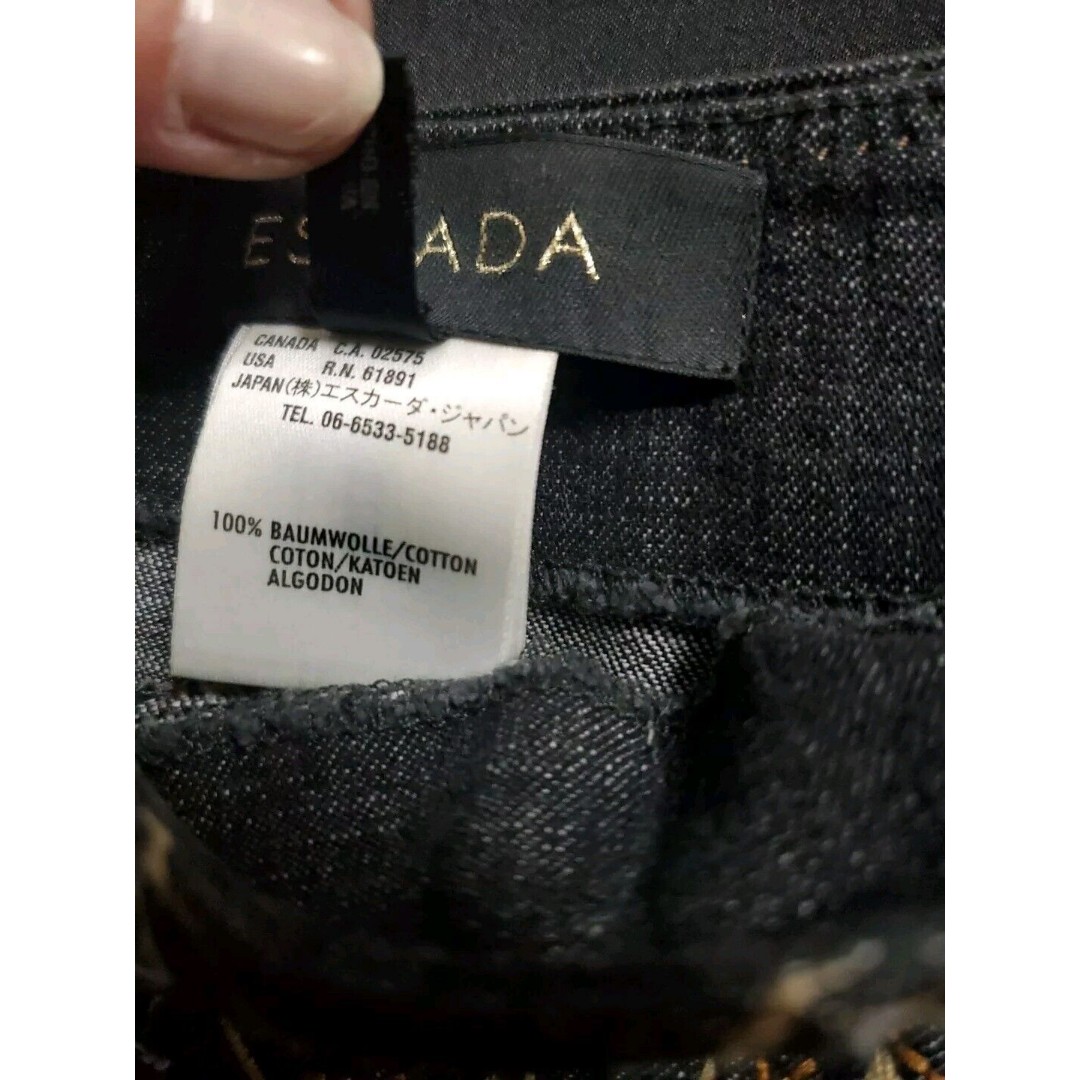 ES ADA
CANADA C.A. 02575
USA R.N. 61891
JAPAN(株)エスカーダ・ジャパン
TEL. 06-6533-5188
100% BAUMWOLLE/COTTON
COTON/KATOEN
ALGODON